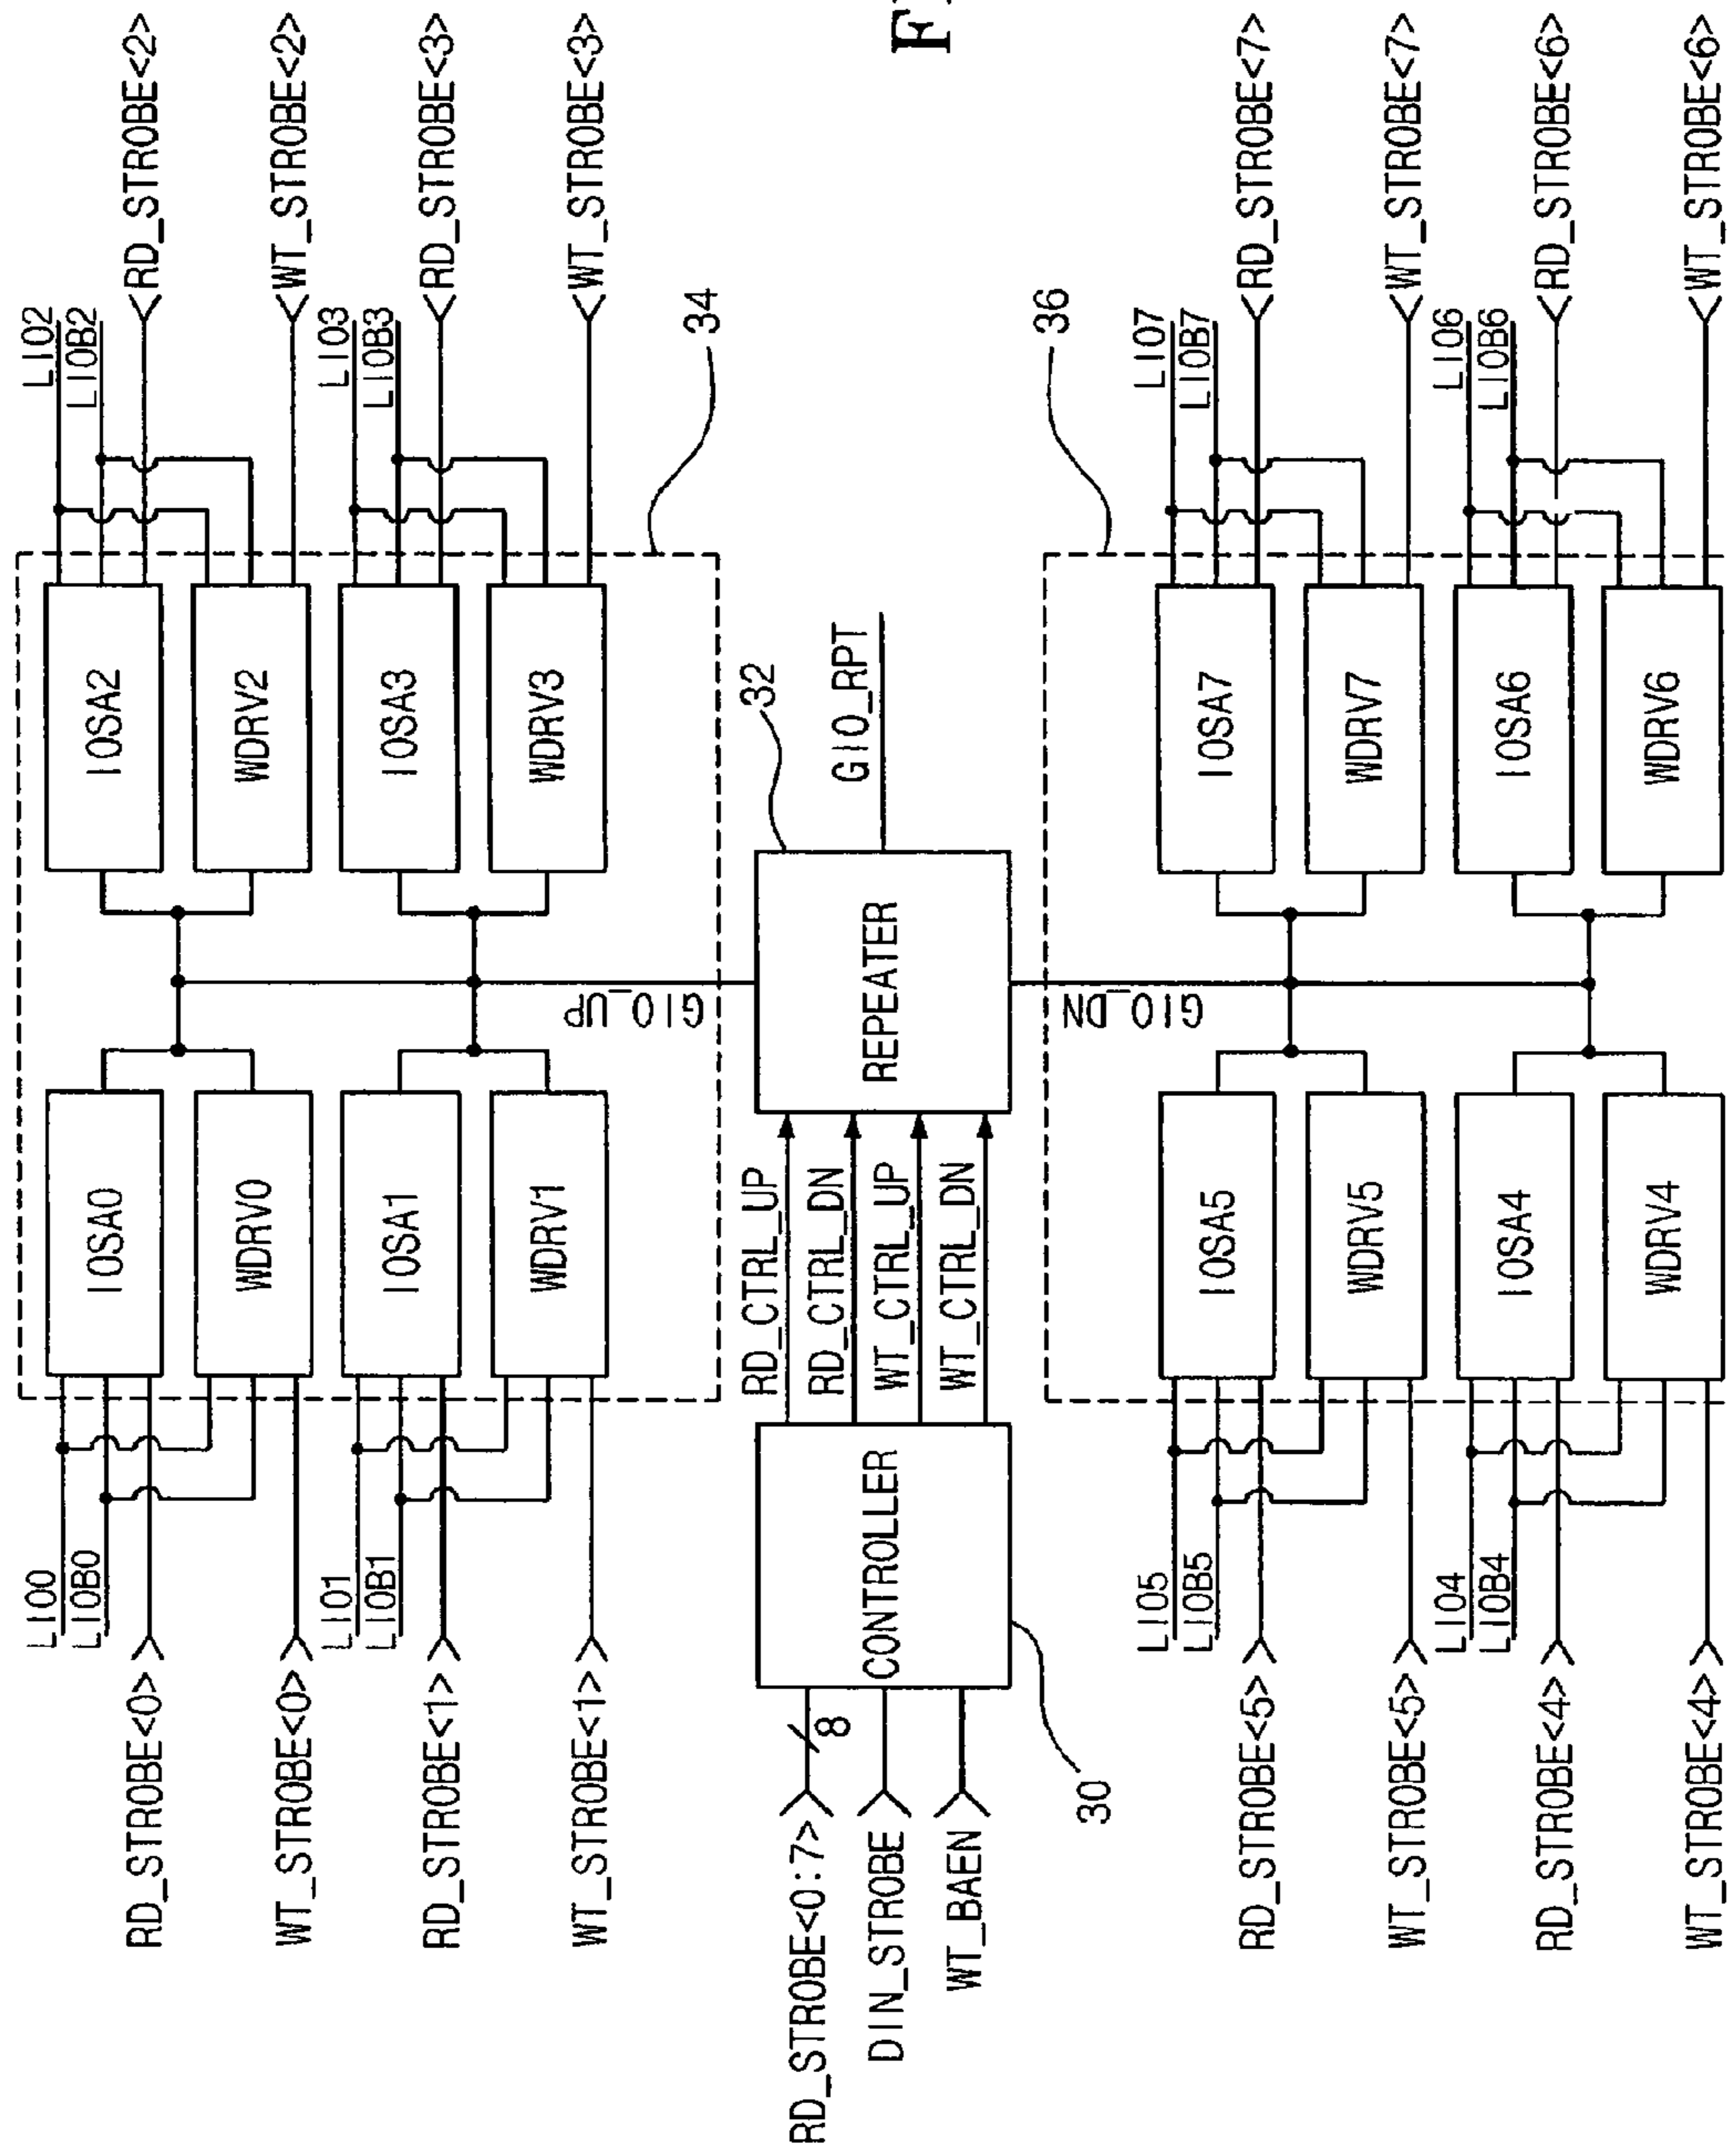 LIO0
LIOB0
RD_STROBE<0>
WT_STROBE<0>
IOSA0
WDRV0
IOSA2
WDRV2
LIO2
LIOB2
RD_STROBE<2>
WT_STROBE<2>
LIO1
LIOB1
RD_STROBE<1>
WT_STROBE<1>
IOSA1
WDRV1
IOSA3
WDRV3
LIO3
LIOB3
RD_STROBE<3>
WT_STROBE<3>
GIO_UP
34
RD_STROBE<0:7>
8
DIN_STROBE
WT_BAEN
CONTROLLER
30
RD_CTRL_UP
RD_CTRL_DN
WT_CTRL_UP
WT_CTRL_DN
REPEATER
32
GIO_RPT
GIO_DN
36
LIO5
LIOB5
RD_STROBE<5>
WT_STROBE<5>
IOSA5
WDRV5
IOSA7
WDRV7
LIO7
LIOB7
RD_STROBE<7>
WT_STROBE<7>
LIO4
LIOB4
RD_STROBE<4>
WT_STROBE<4>
IOSA4
WDRV4
IOSA6
WDRV6
LIO6
LIOB6
RD_STROBE<6>
WT_STROBE<6>